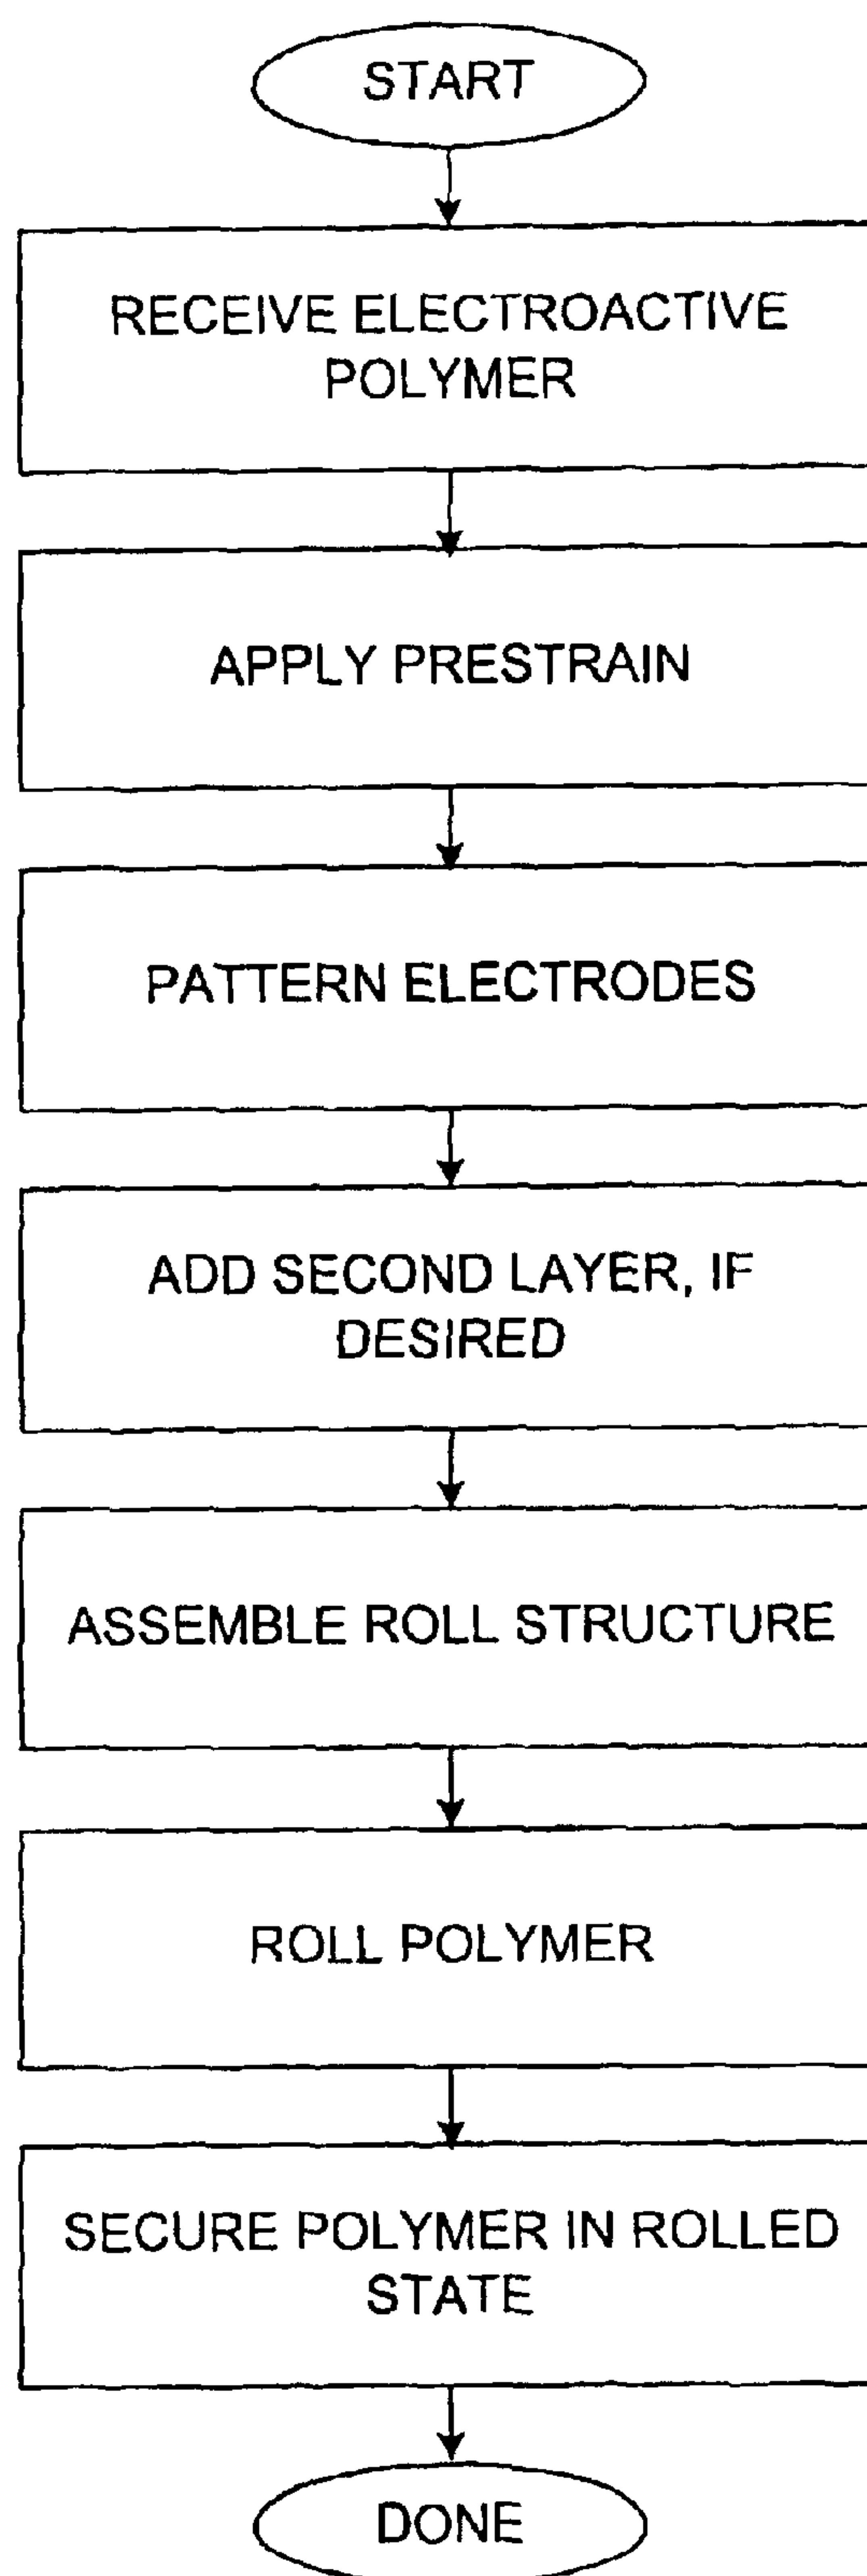 START
RECEIVE ELECTROACTIVE
POLYMER
APPLY PRESTRAIN
PATTERN ELECTRODES
ADD SECOND LAYER, IF
DESIRED
ASSEMBLE ROLL STRUCTURE
ROLL POLYMER
SECURE POLYMER IN ROLLED
STATE
DONE